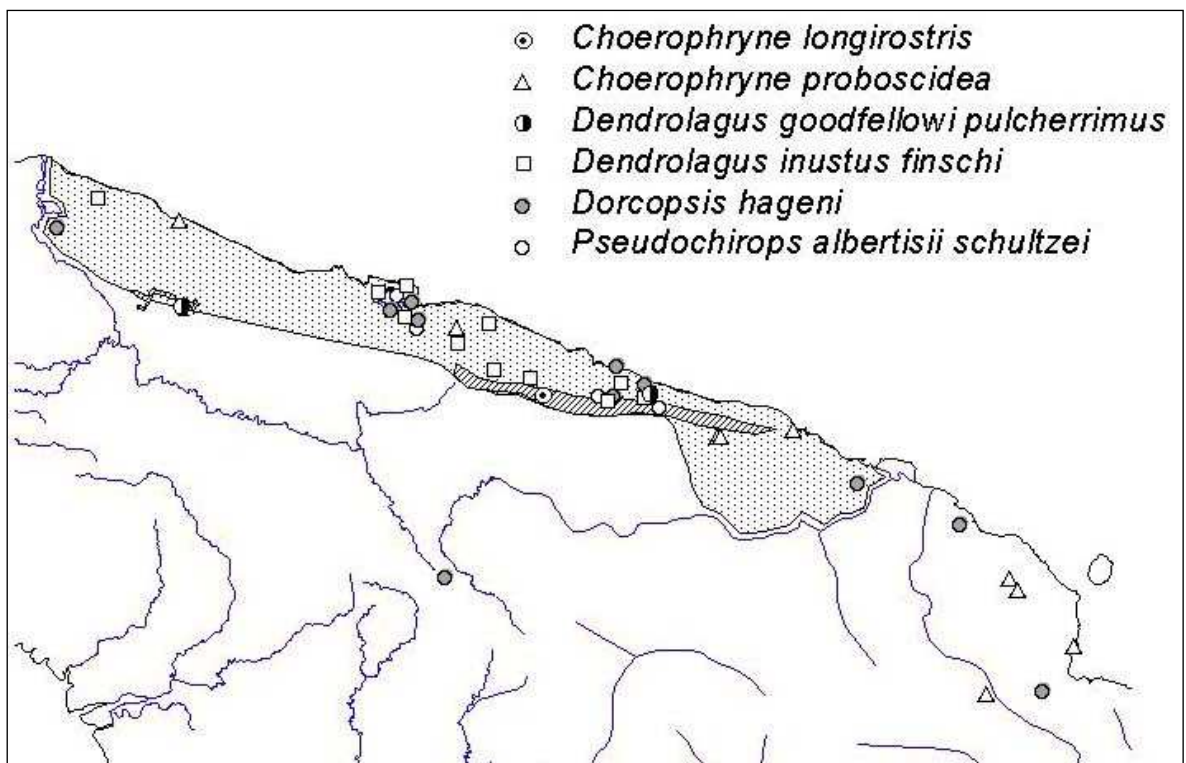 Choerophryne longirostris
Choerophryne proboscidea
Dendrolagus goodfellowi pulcherrimus
Dendrolagus inustus finschi
Dorcopsis hageni
Pseudochirops albertisii schultzei